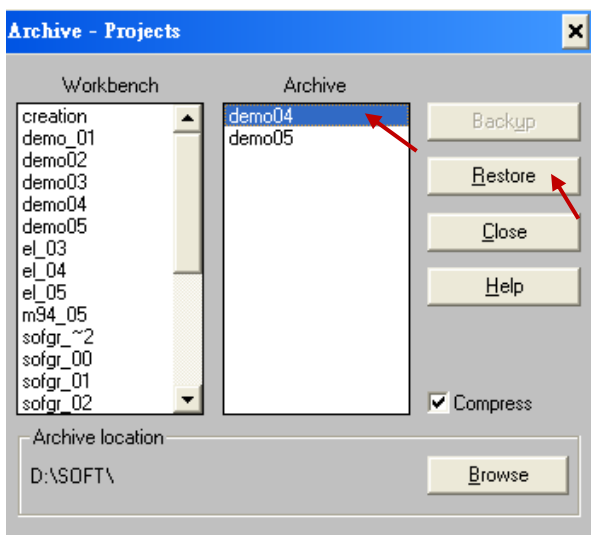 Archive - Projects
Workbench
Archive
creation
demo_01
demo02
demo03
demo04
demo05
el_03
el_04
el_05
m94_05
sofgr_~2
sofgr_00
sofgr_01
sofgr_02
demo04
demo05
Backup
Restore
Close
Help
Compress
Archive location
D:\SOFT\
Browse